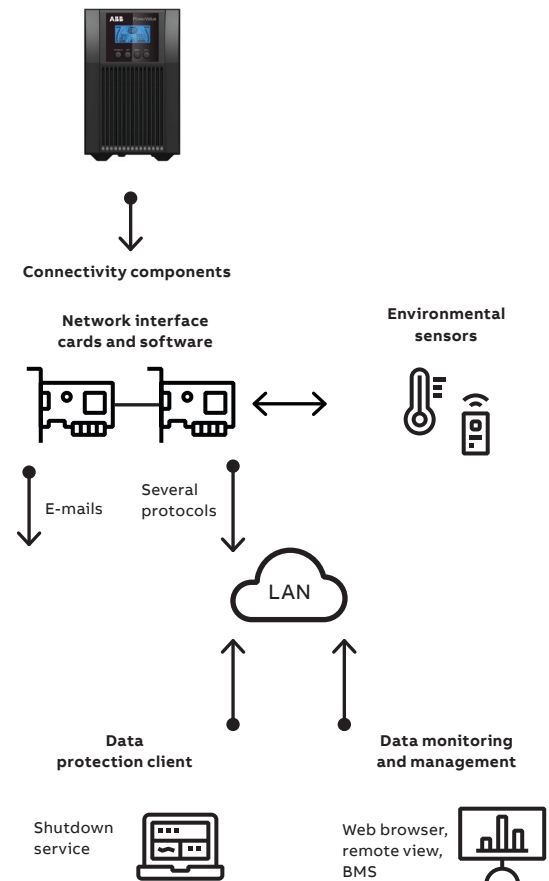 ABB PowerValue
Connectivity components
Network interface
cards and software
Environmental
sensors
E-mails
Several
protocols
LAN
Data
protection client
Data monitoring
and management
Shutdown
service
Web browser,
remote view,
BMS